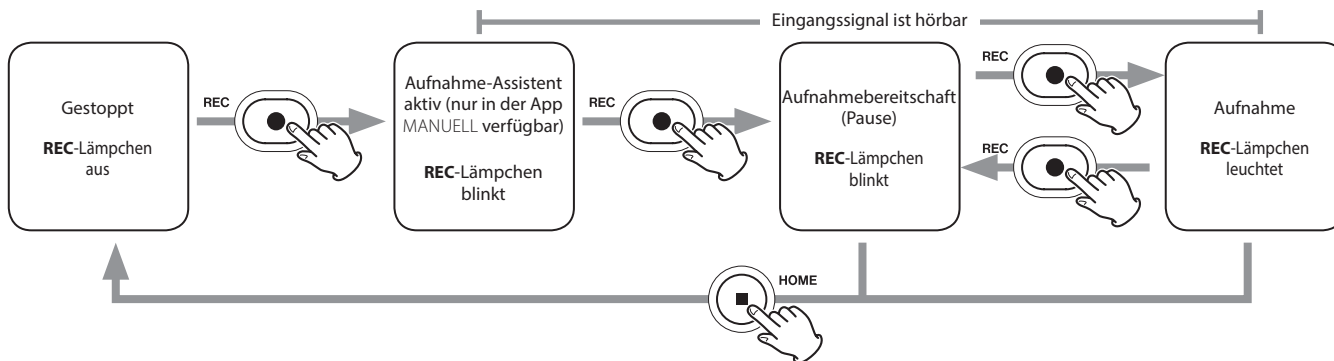 Eingangssignal ist hörbar
Gestoppt
REC-Lämpchen
aus
REC
Aufnahme-Assistent
aktiv (nur in der App
MANUELL verfügbar)
REC-Lämpchen
blinkt
REC
Aufnahmebereitschaft
(Pause)
REC-Lämpchen
blinkt
REC
REC
Aufnahme
REC-Lämpchen
leuchtet
HOME